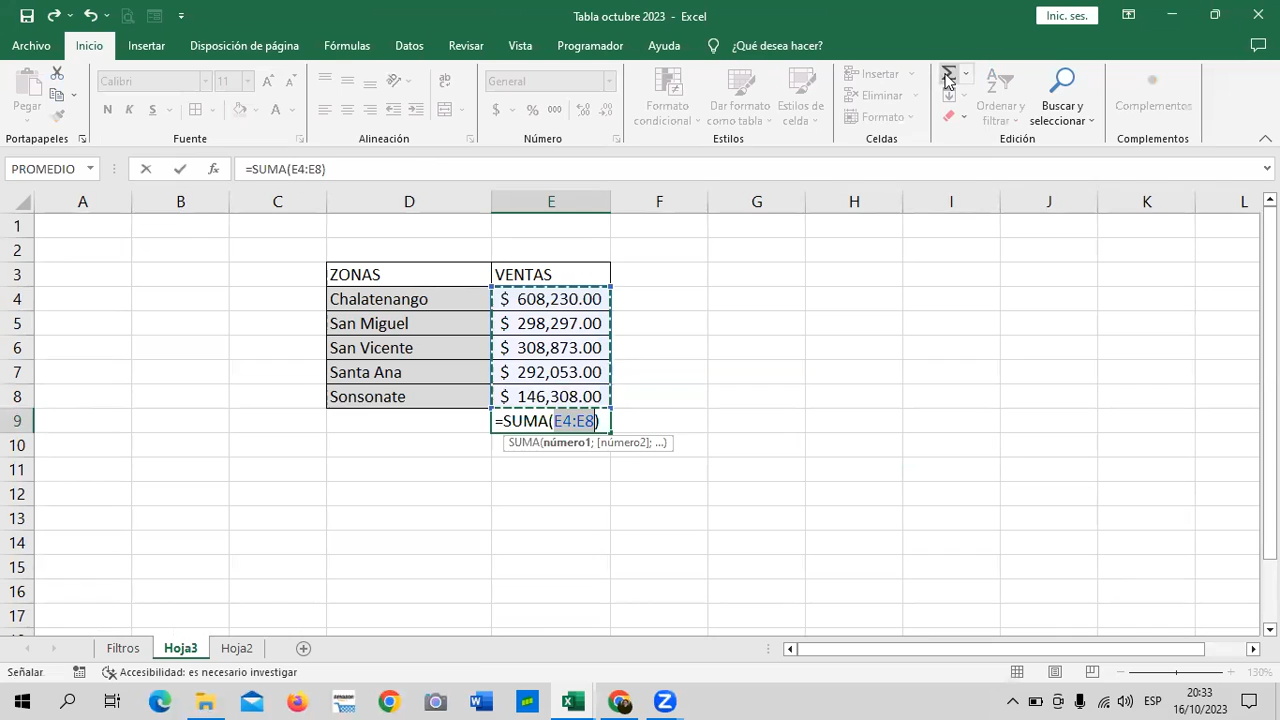 Tabla octubre 2023 - Excel
Inic. ses.
Archivo Inicio Insertar Disposición de página Fórmulas Datos Revisar Vista Programador Ayuda ¿Qué desea hacer?
Pegar
Portapapeles
Calibri 11
N K S
Fuente
Alineación
General
$ % 000
Número
Formato condicional
Dar formato como tabla
Estilos de celda
Estilos
Insertar
Eliminar
Formato
Celdas
Ordenar y filtrar
Buscar y seleccionar
Edición
Complementos
Complementos
PROMEDIO fx =SUMA(E4:E8)
A B C D E F G H I J K L
1
2
3 ZONAS VENTAS
4 Chalatenango $ 608,230.00
5 San Miguel $ 298,297.00
6 San Vicente $ 308,873.00
7 Santa Ana $ 292,053.00
8 Sonsonate $ 146,308.00
9 =SUMA(E4:E8)
10 SUMA(número1; [número2]; ...)
11
12
13
14
15
16
17
Filtros Hoja3 Hoja2
Señalar Accesibilidad: es necesario investigar 130%
ESP 20:33
16/10/2023